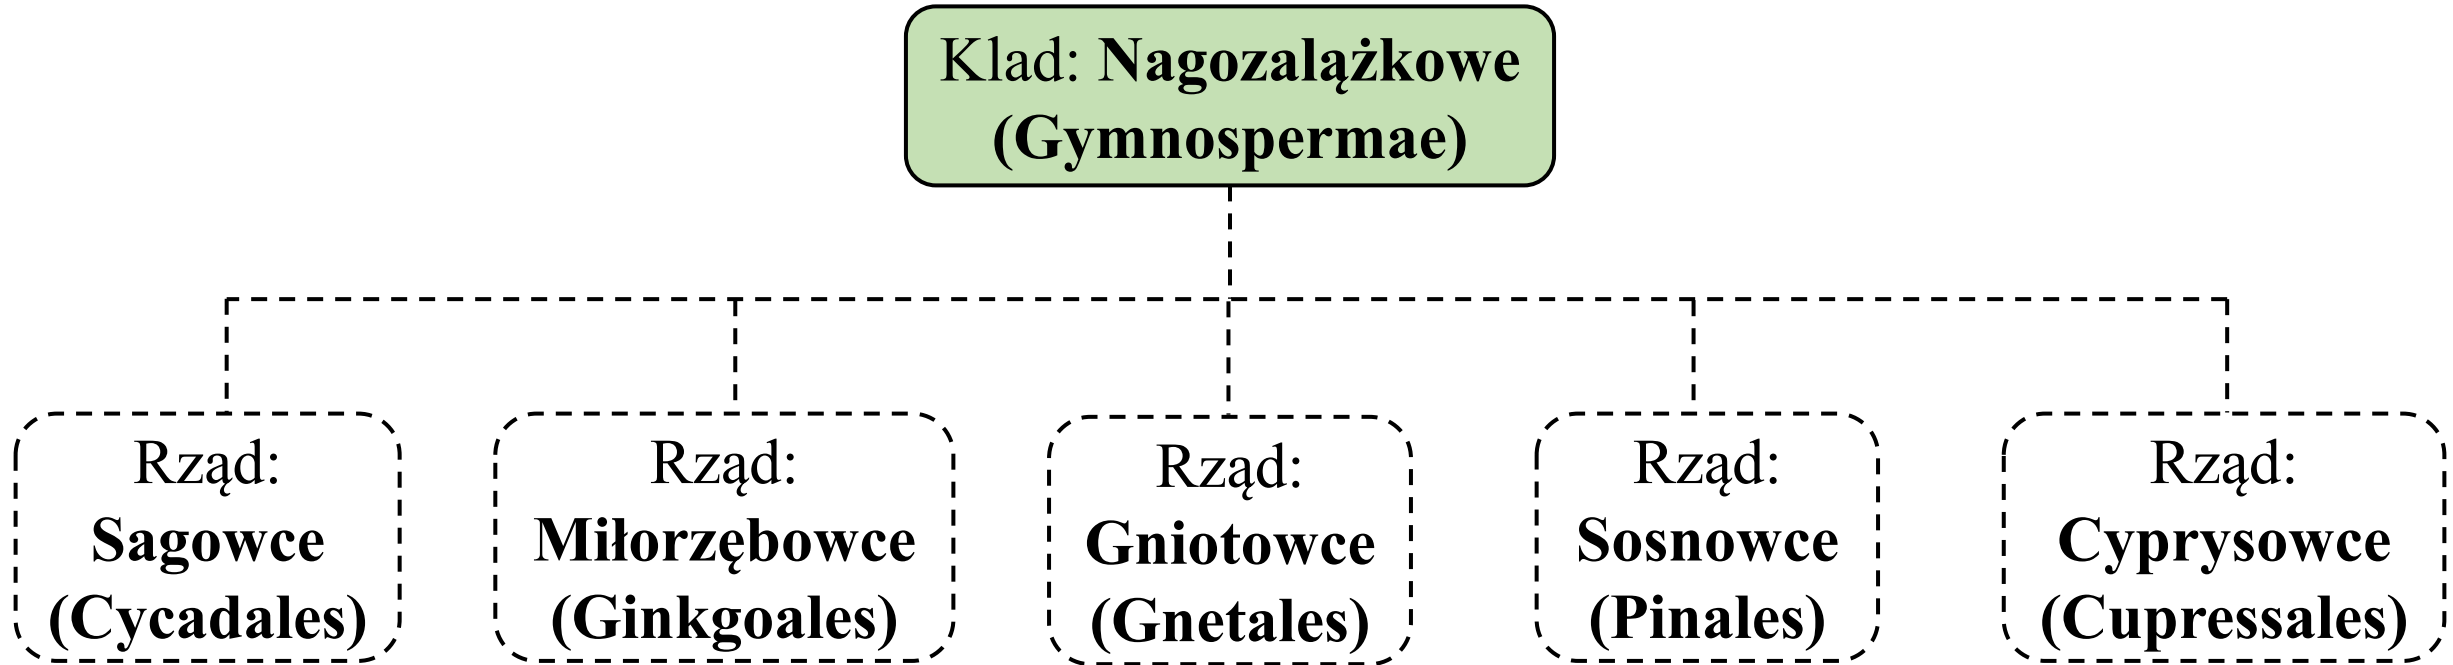 Klad: Nagozalążkowe
(Gymnospermae)
Rząd:
Sagowce
(Cycadales)
Rząd:
Miłorzębowce
(Ginkgoales)
Rząd:
Gniotowce
(Gnetales)
Rząd:
Sosnowce
(Pinales)
Rząd:
Cyprysowce
(Cupressales)